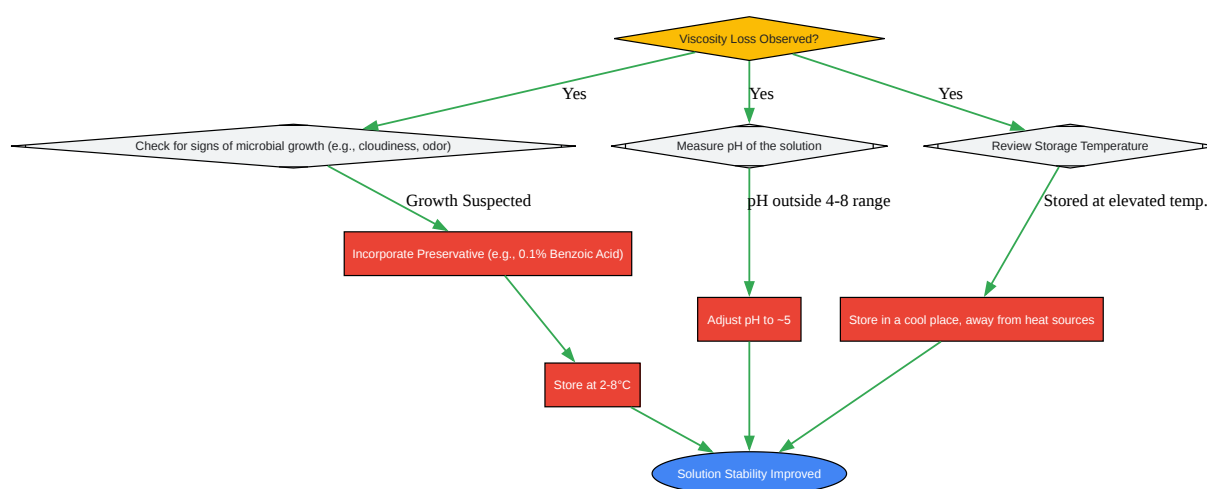 Viscosity Loss Observed?
Yes
Yes
Yes
Check for signs of microbial growth (e.g., cloudiness, odor)
Measure pH of the solution
Review Storage Temperature
Growth Suspected
pH outside 4-8 range
Stored at elevated temp.
Incorporate Preservative (e.g., 0.1% Benzoic Acid)
Adjust pH to ~5
Store in a cool place, away from heat sources
Store at 2-8°C
Solution Stability Improved